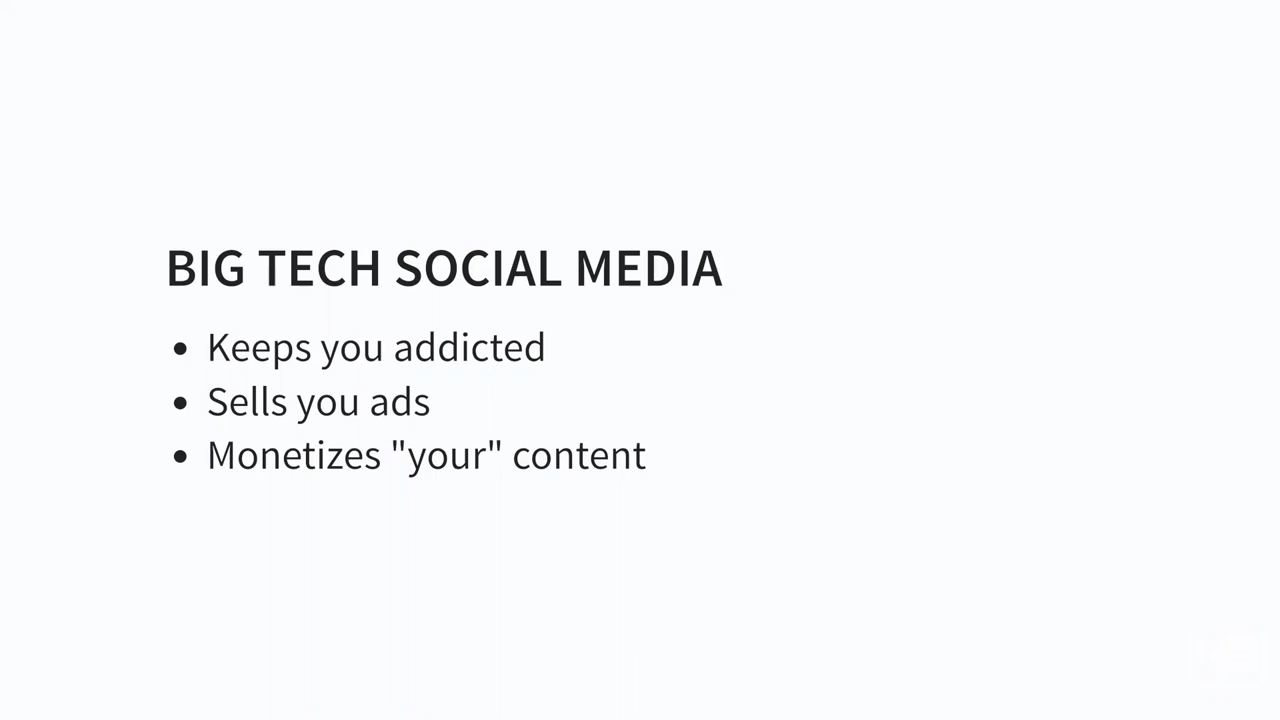 BIG TECH SOCIAL MEDIA
• Keeps you addicted
• Sells you ads
• Monetizes "your" content